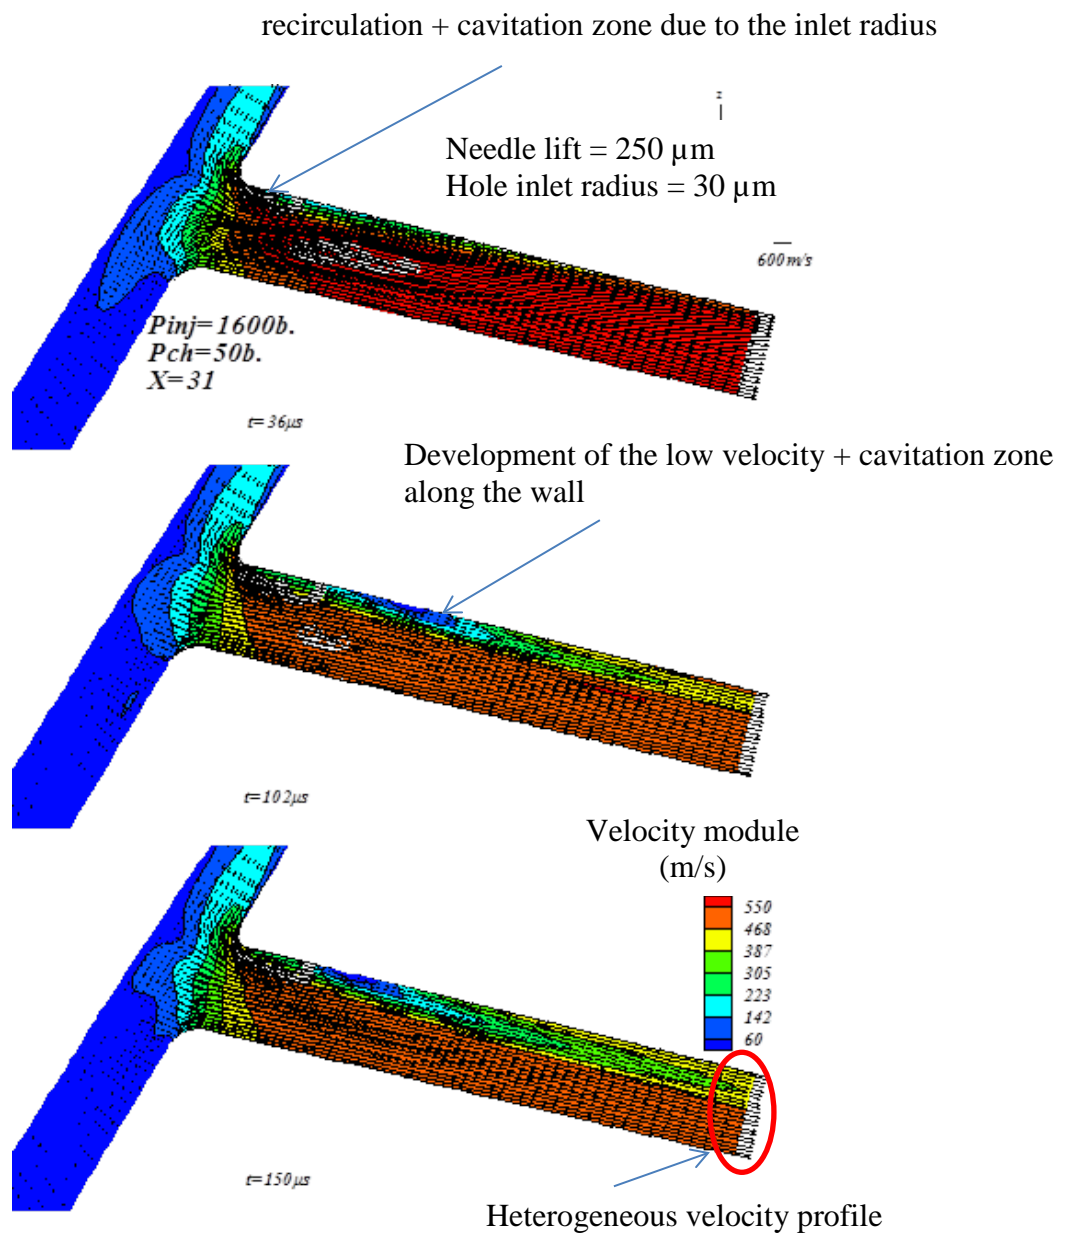 recirculation + cavitation zone due to the inlet radius
z
Needle lift = 250 µm
Hole inlet radius = 30 µm
600m/s
Pinj=1600b.
Pch=50b.
X=31
t=36µs
Development of the low velocity + cavitation zone
along the wall
t=102µs
Velocity module
(m/s)
550
468
387
305
223
142
60
t=150µs
Heterogeneous velocity profile